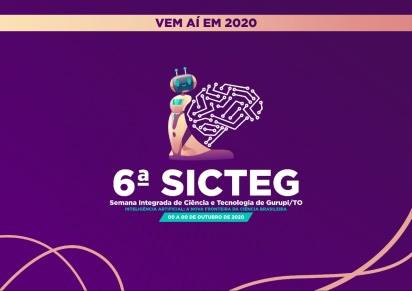 VEM AÍ EM 2020
6ª SICTEG
Semana Integrada de Ciência e Tecnologia de Gurupi/TO
INTELIGÊNCIA ARTIFICIAL: A NOVA FRONTEIRA DA CIÊNCIA BRASILEIRA
00 A 00 DE OUTUBRO DE 2020